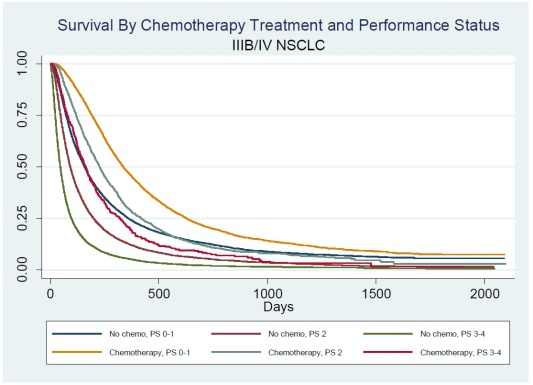 Survival By Chemotherapy Treatment and Performance Status
IIIB/IV NSCLC
1.00
0.75
0.50
0.25
0.00
0 500 1000 1500 2000
Days
No chemo, PS 0-1 No chemo, PS 2 No chemo, PS 3-4
Chemotherapy, PS 0-1 Chemotherapy, PS 2 Chemotherapy, PS 3-4